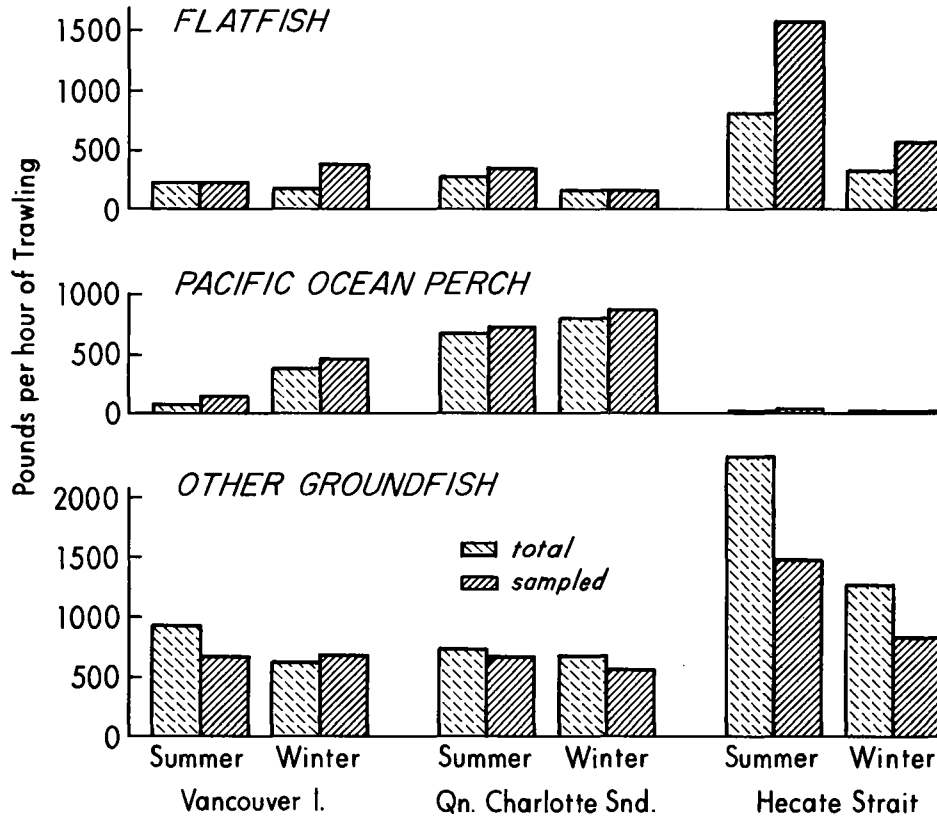 FLATFISH
1500
1000
500
0
PACIFIC OCEAN PERCH
1000
500
0
OTHER GROUNDFISH
2000
1500
1000
500
0
Pounds per hour of Trawling
total
sampled
Summer Winter Summer Winter Summer Winter
Vancouver I. Qn. Charlotte Snd. Hecate Strait